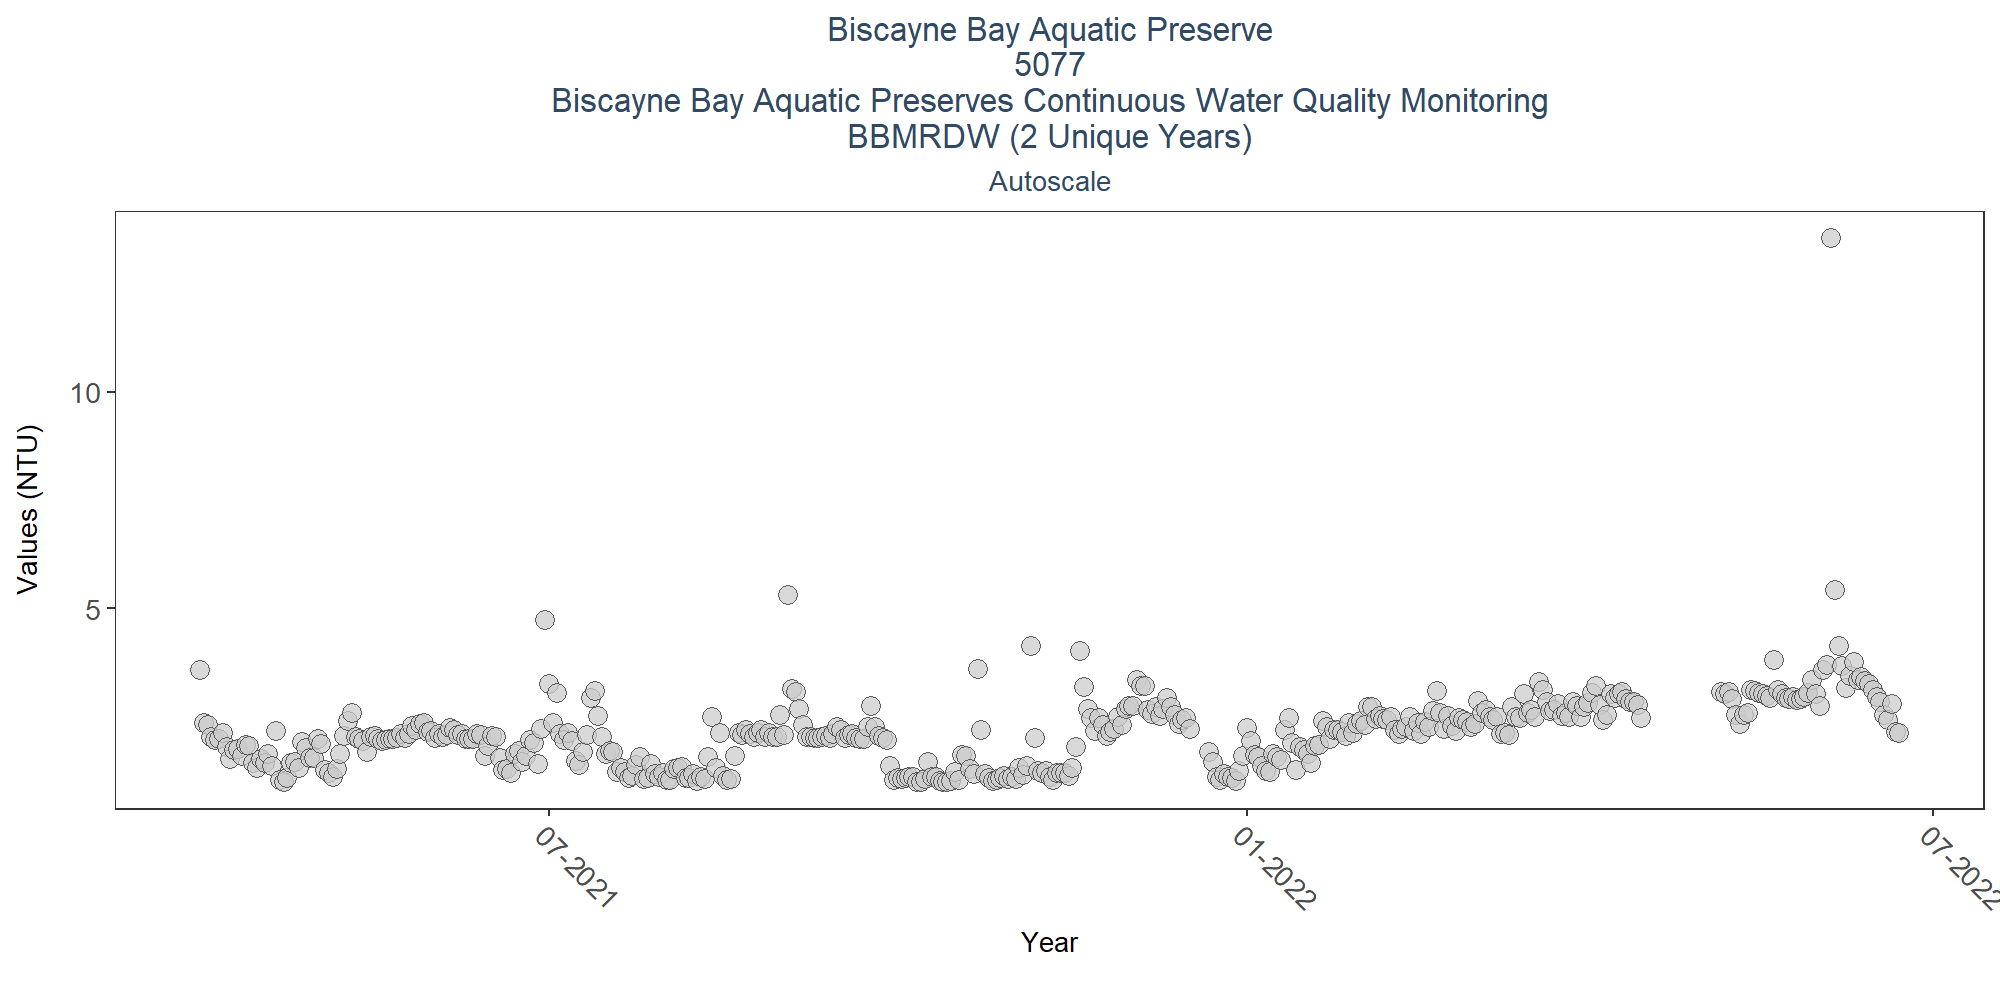 Biscayne Bay Aquatic Preserve
5077
Biscayne Bay Aquatic Preserves Continuous Water Quality Monitoring
BBMRDW (2 Unique Years)
Autoscale
Values (NTU)
10
5
07-2021
01-2022
07-2022
Year